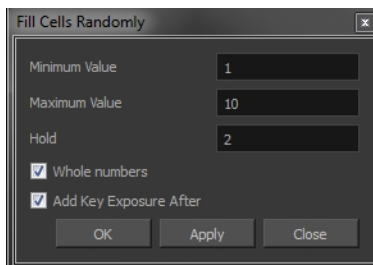 Fill Cells Randomly
Minimum Value 1
Maximum Value 10
Hold 2
Whole numbers
Add Key Exposure After
OK Apply Close